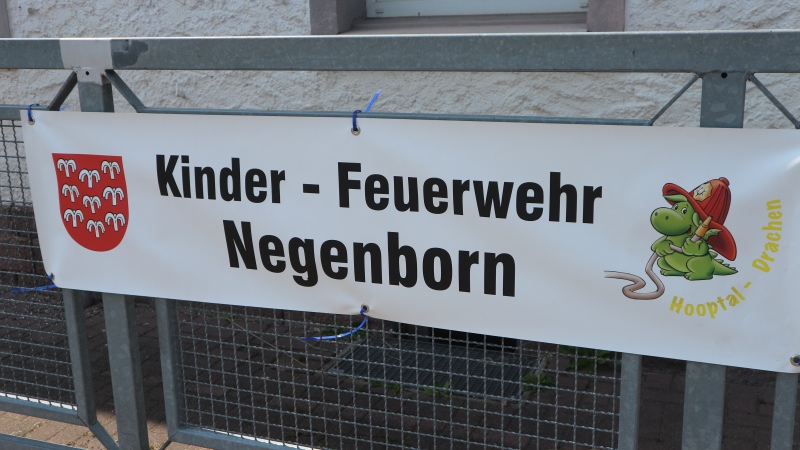 Kinder - Feuerwehr
Negenborn
Hooptal - Drachen